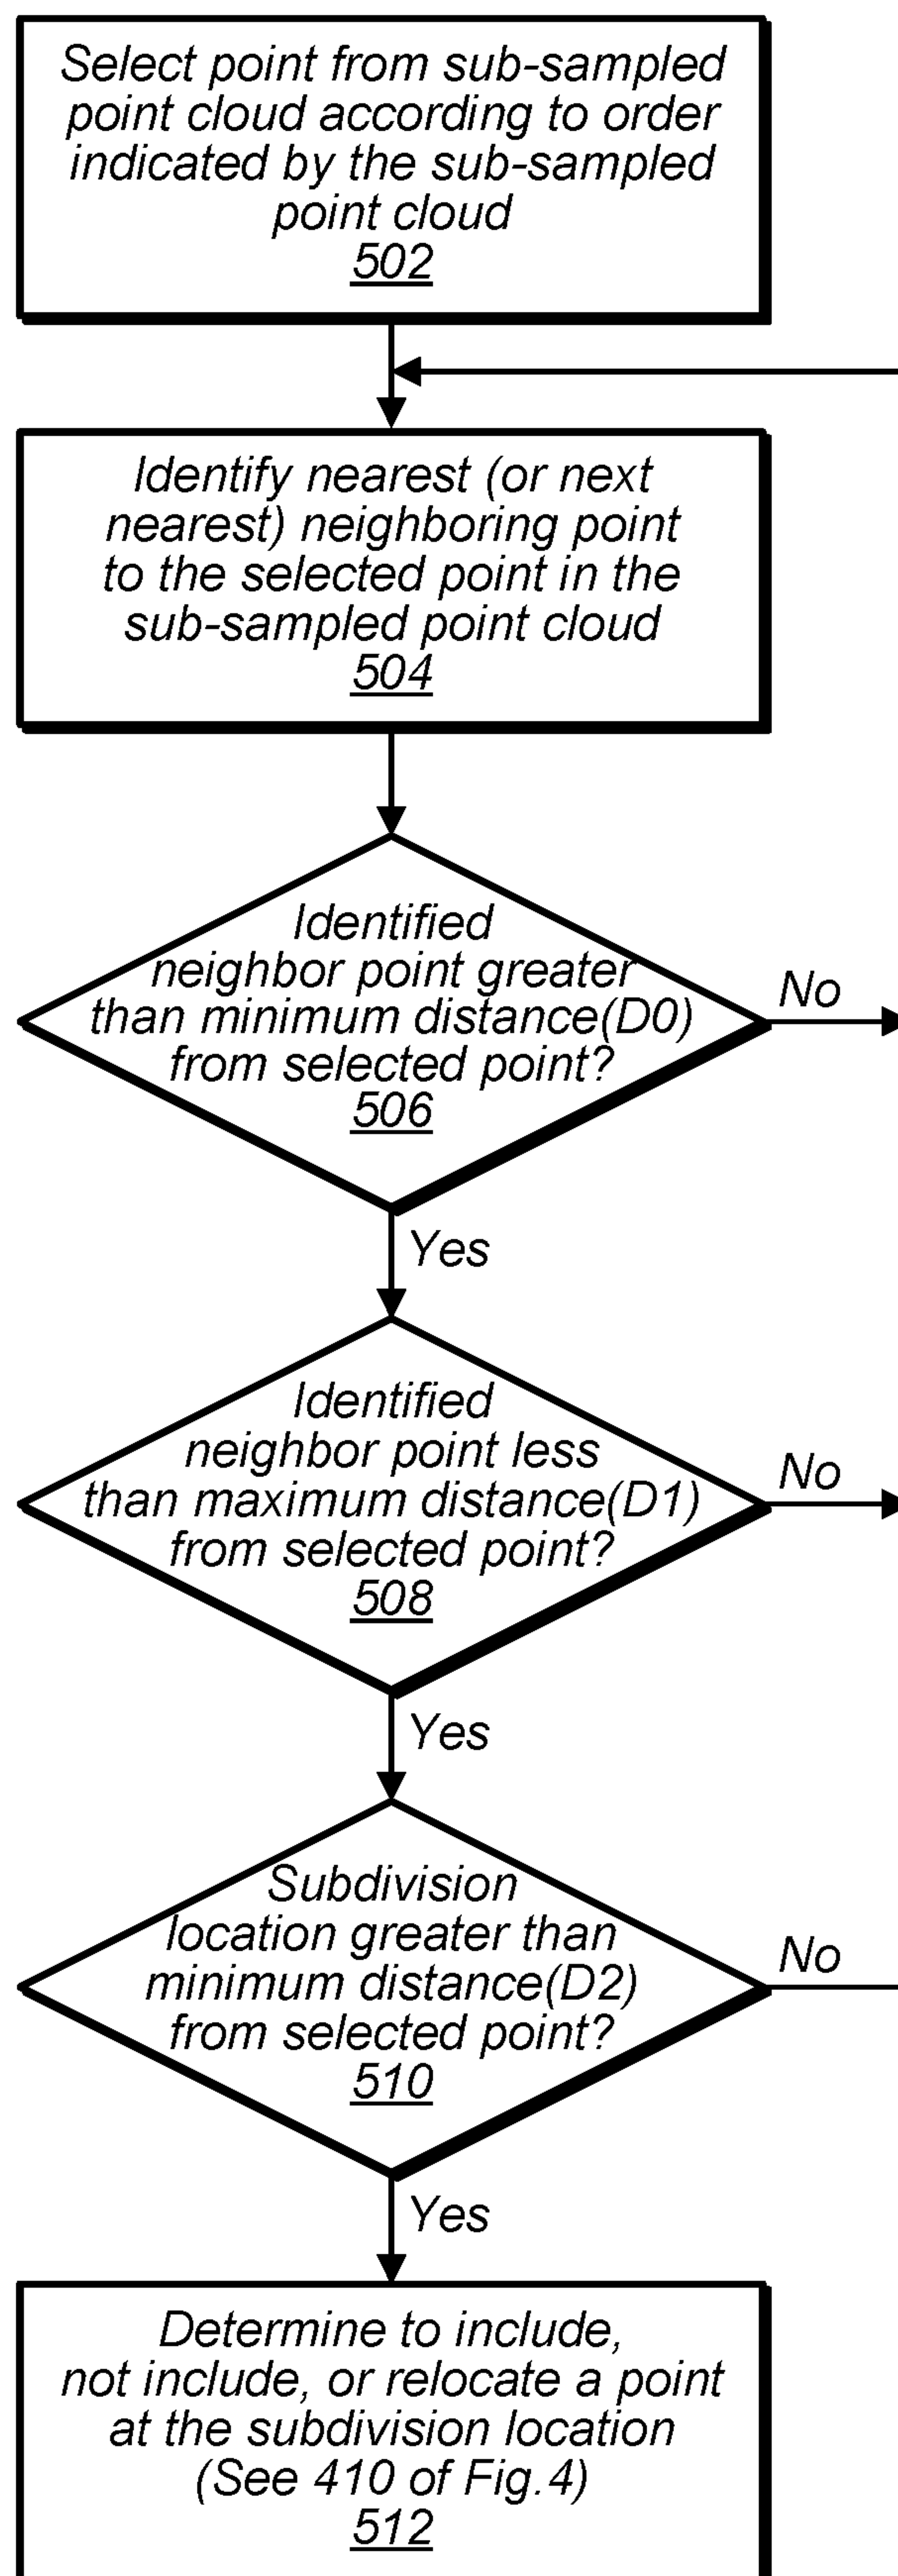 Select point from sub-sampled
point cloud according to order
indicated by the sub-sampled
point cloud
502
Identify nearest (or next
nearest) neighboring point
to the selected point in the
sub-sampled point cloud
504
Identified
neighbor point greater
than minimum distance(D0)
from selected point?
506
No
Yes
Identified
neighbor point less
than maximum distance(D1)
from selected point?
508
No
Yes
Subdivision
location greater than
minimum distance(D2)
from selected point?
510
No
Yes
Determine to include,
not include, or relocate a point
at the subdivision location
(See 410 of Fig.4)
512